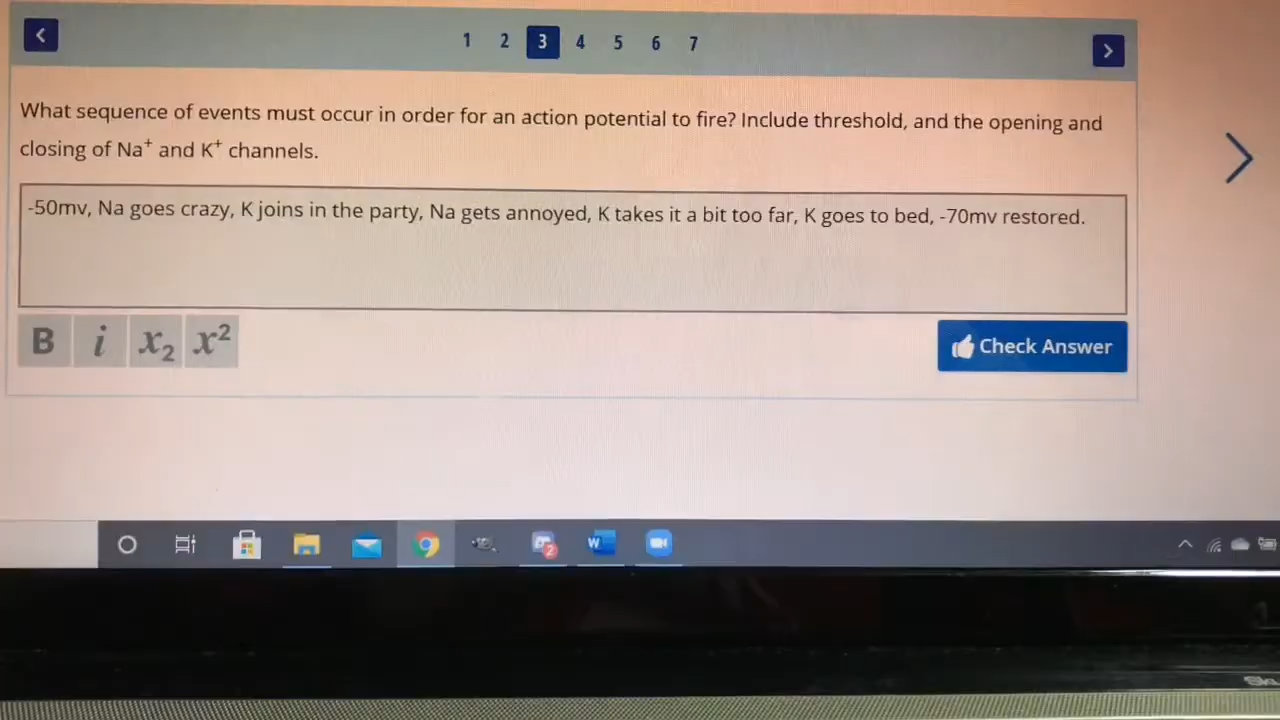 1 2 3 4 5 6 7
What sequence of events must occur in order for an action potential to fire? Include threshold, and the opening and
closing of Na⁺ and K⁺ channels.
-50mv, Na goes crazy, K joins in the party, Na gets annoyed, K takes it a bit too far, K goes to bed, -70mv restored.
B i x₂ x²
Check Answer
2 W